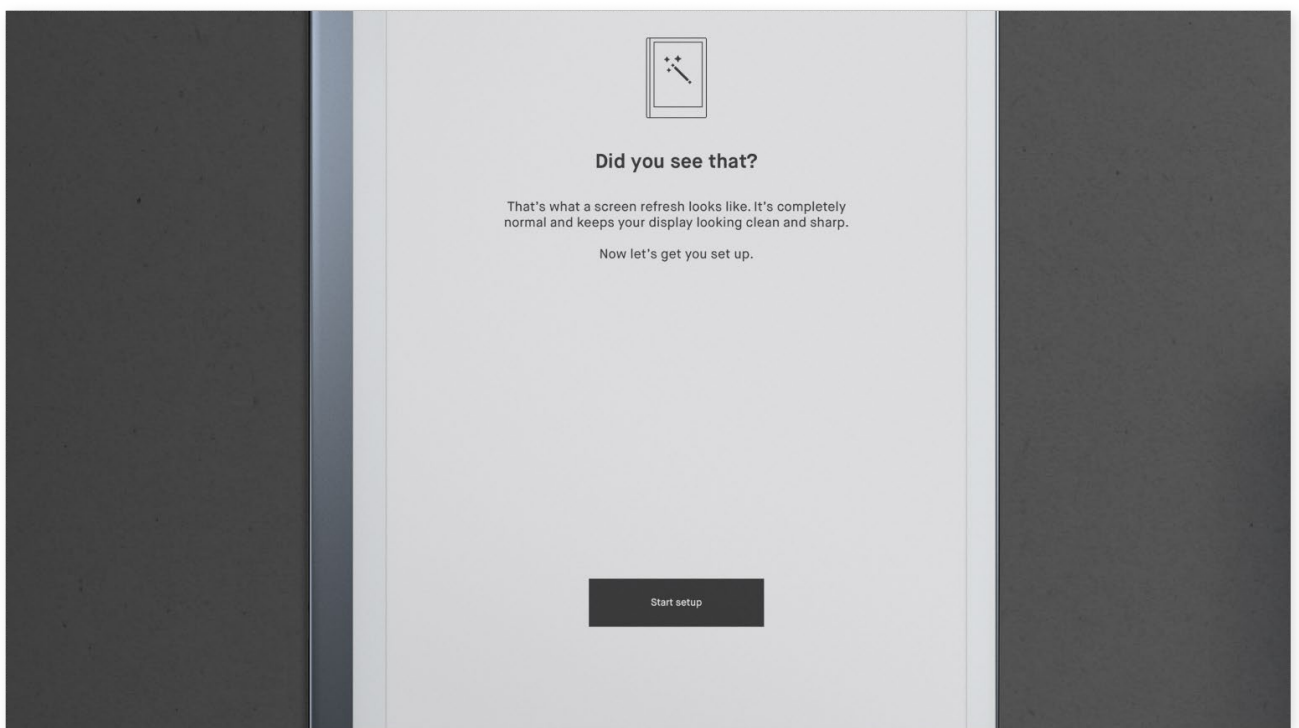 Did you see that?
That's what a screen refresh looks like. It's completely
normal and keeps your display looking clean and sharp.
Now let's get you set up.
Start setup